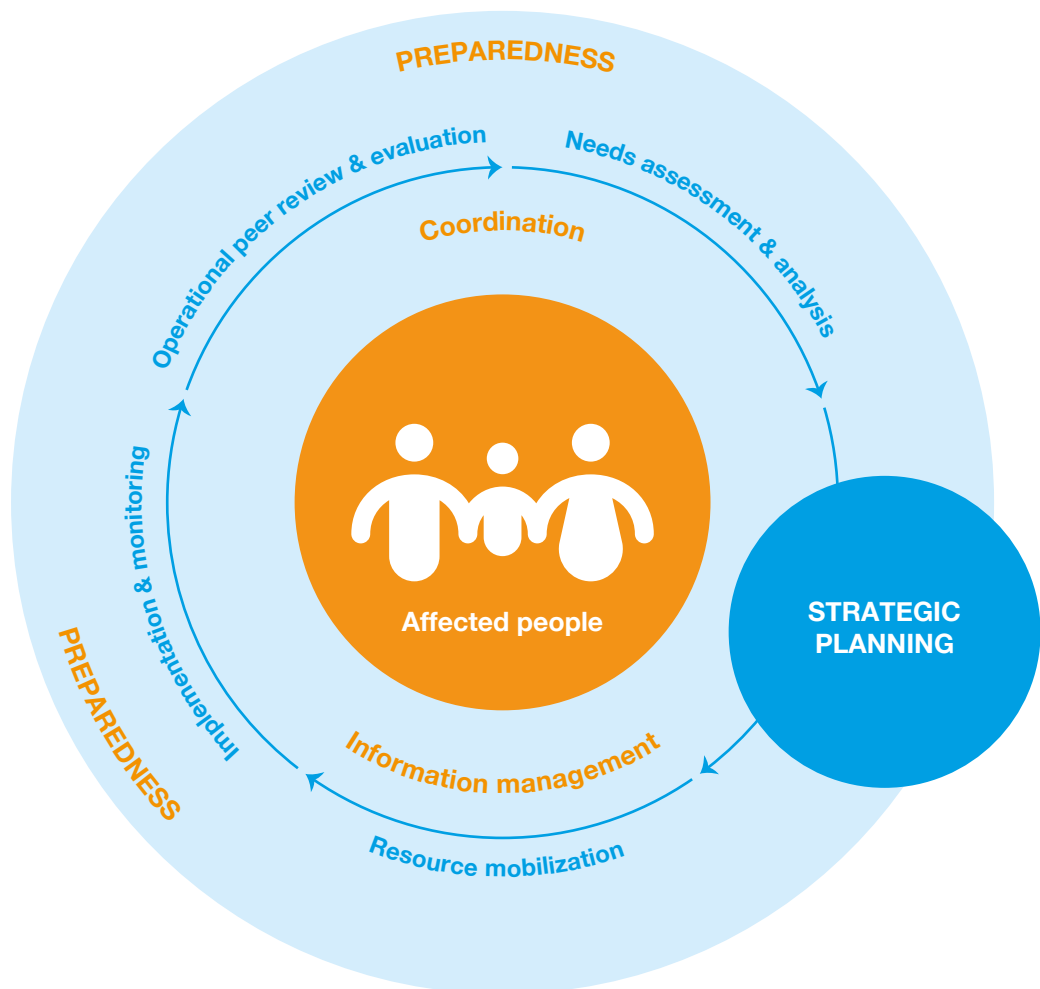 PREPAREDNESS
Operational peer review & evaluation
Needs assessment & analysis
Coordination
Affected people
STRATEGIC
PLANNING
Implementation & monitoring
PREPAREDNESS
Information management
Resource mobilization